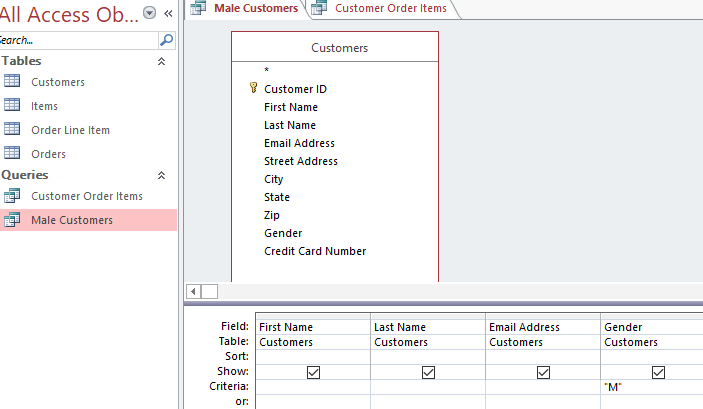 All Access Ob...
Search...
Tables
Customers
Items
Order Line Item
Orders
Queries
Customer Order Items
Male Customers
Male Customers Customer Order Items
Customers
*
Customer ID
First Name
Last Name
Email Address
Street Address
City
State
Zip
Gender
Credit Card Number
Field: First Name Last Name Email Address Gender
Table: Customers Customers Customers Customers
Sort:
Show:
Criteria: "M"
or: